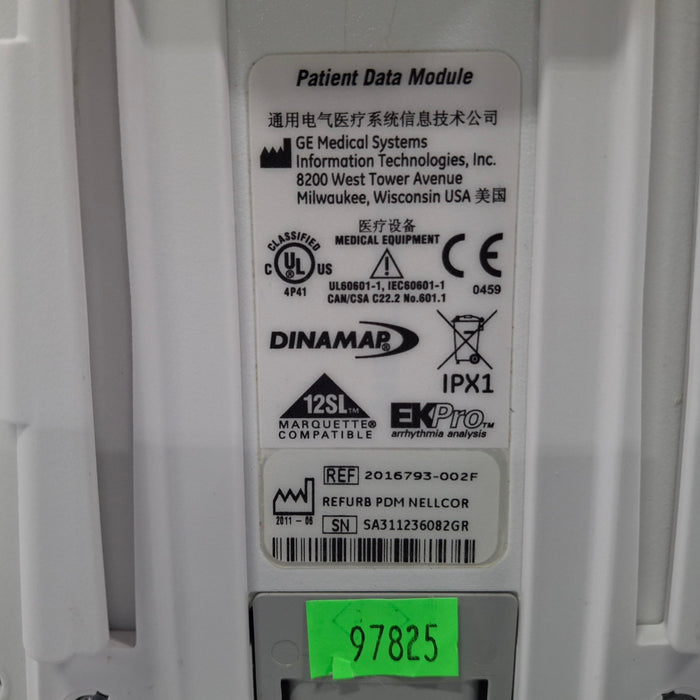 Patient Data Module
通用电气医疗系统信息技术公司
GE Medical Systems
Information Technologies, Inc.
8200 West Tower Avenue
Milwaukee, Wisconsin USA 美国
医疗设备
MEDICAL EQUIPMENT
CLASSIFIED
C UL® US
4P41
UL60601-1, IEC60601-1
CAN/CSA C22.2 No.601.1
CE
0459
DINAMAP®
IPX1
12SL™
MARQUETTE®
COMPATIBLE
EK-Pro™
arrhythmia analysis
REF 2016793-002F
REFURB PDM NELLCOR
2011-06
SN SA311236082GR
97825